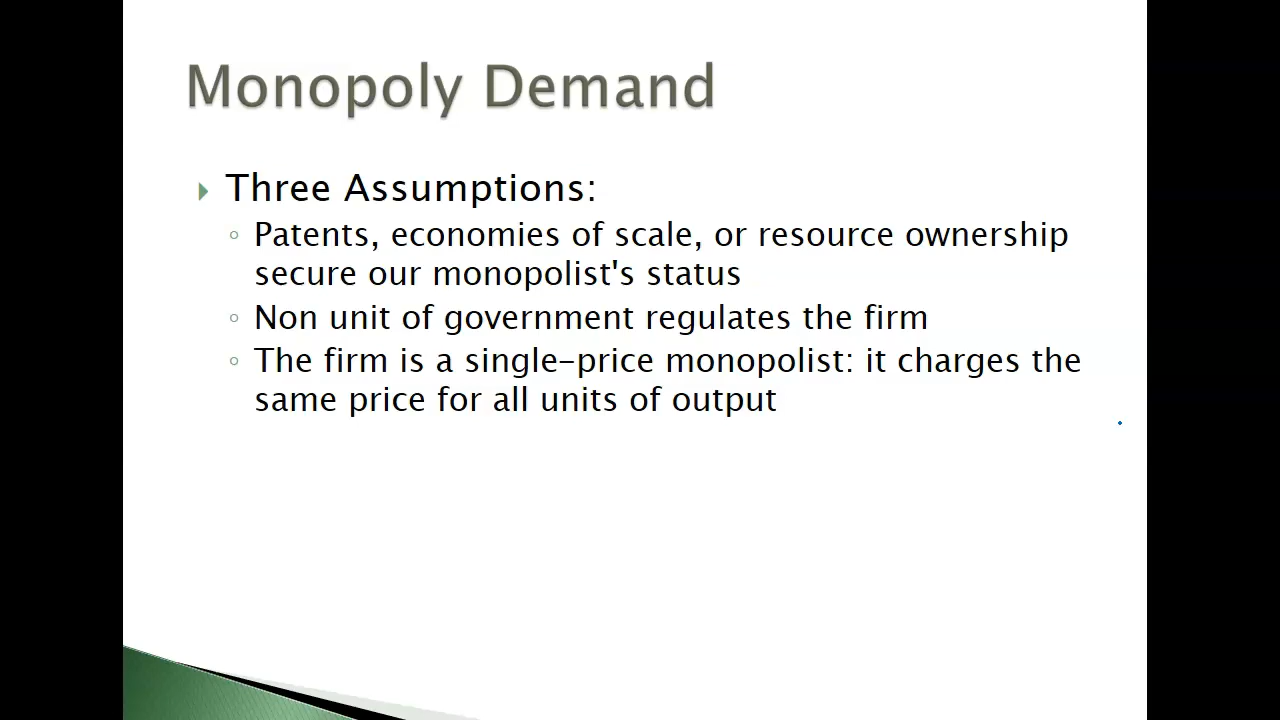 Monopoly Demand
Three Assumptions:
Patents, economies of scale, or resource ownership
secure our monopolist's status
Non unit of government regulates the firm
The firm is a single-price monopolist: it charges the
same price for all units of output